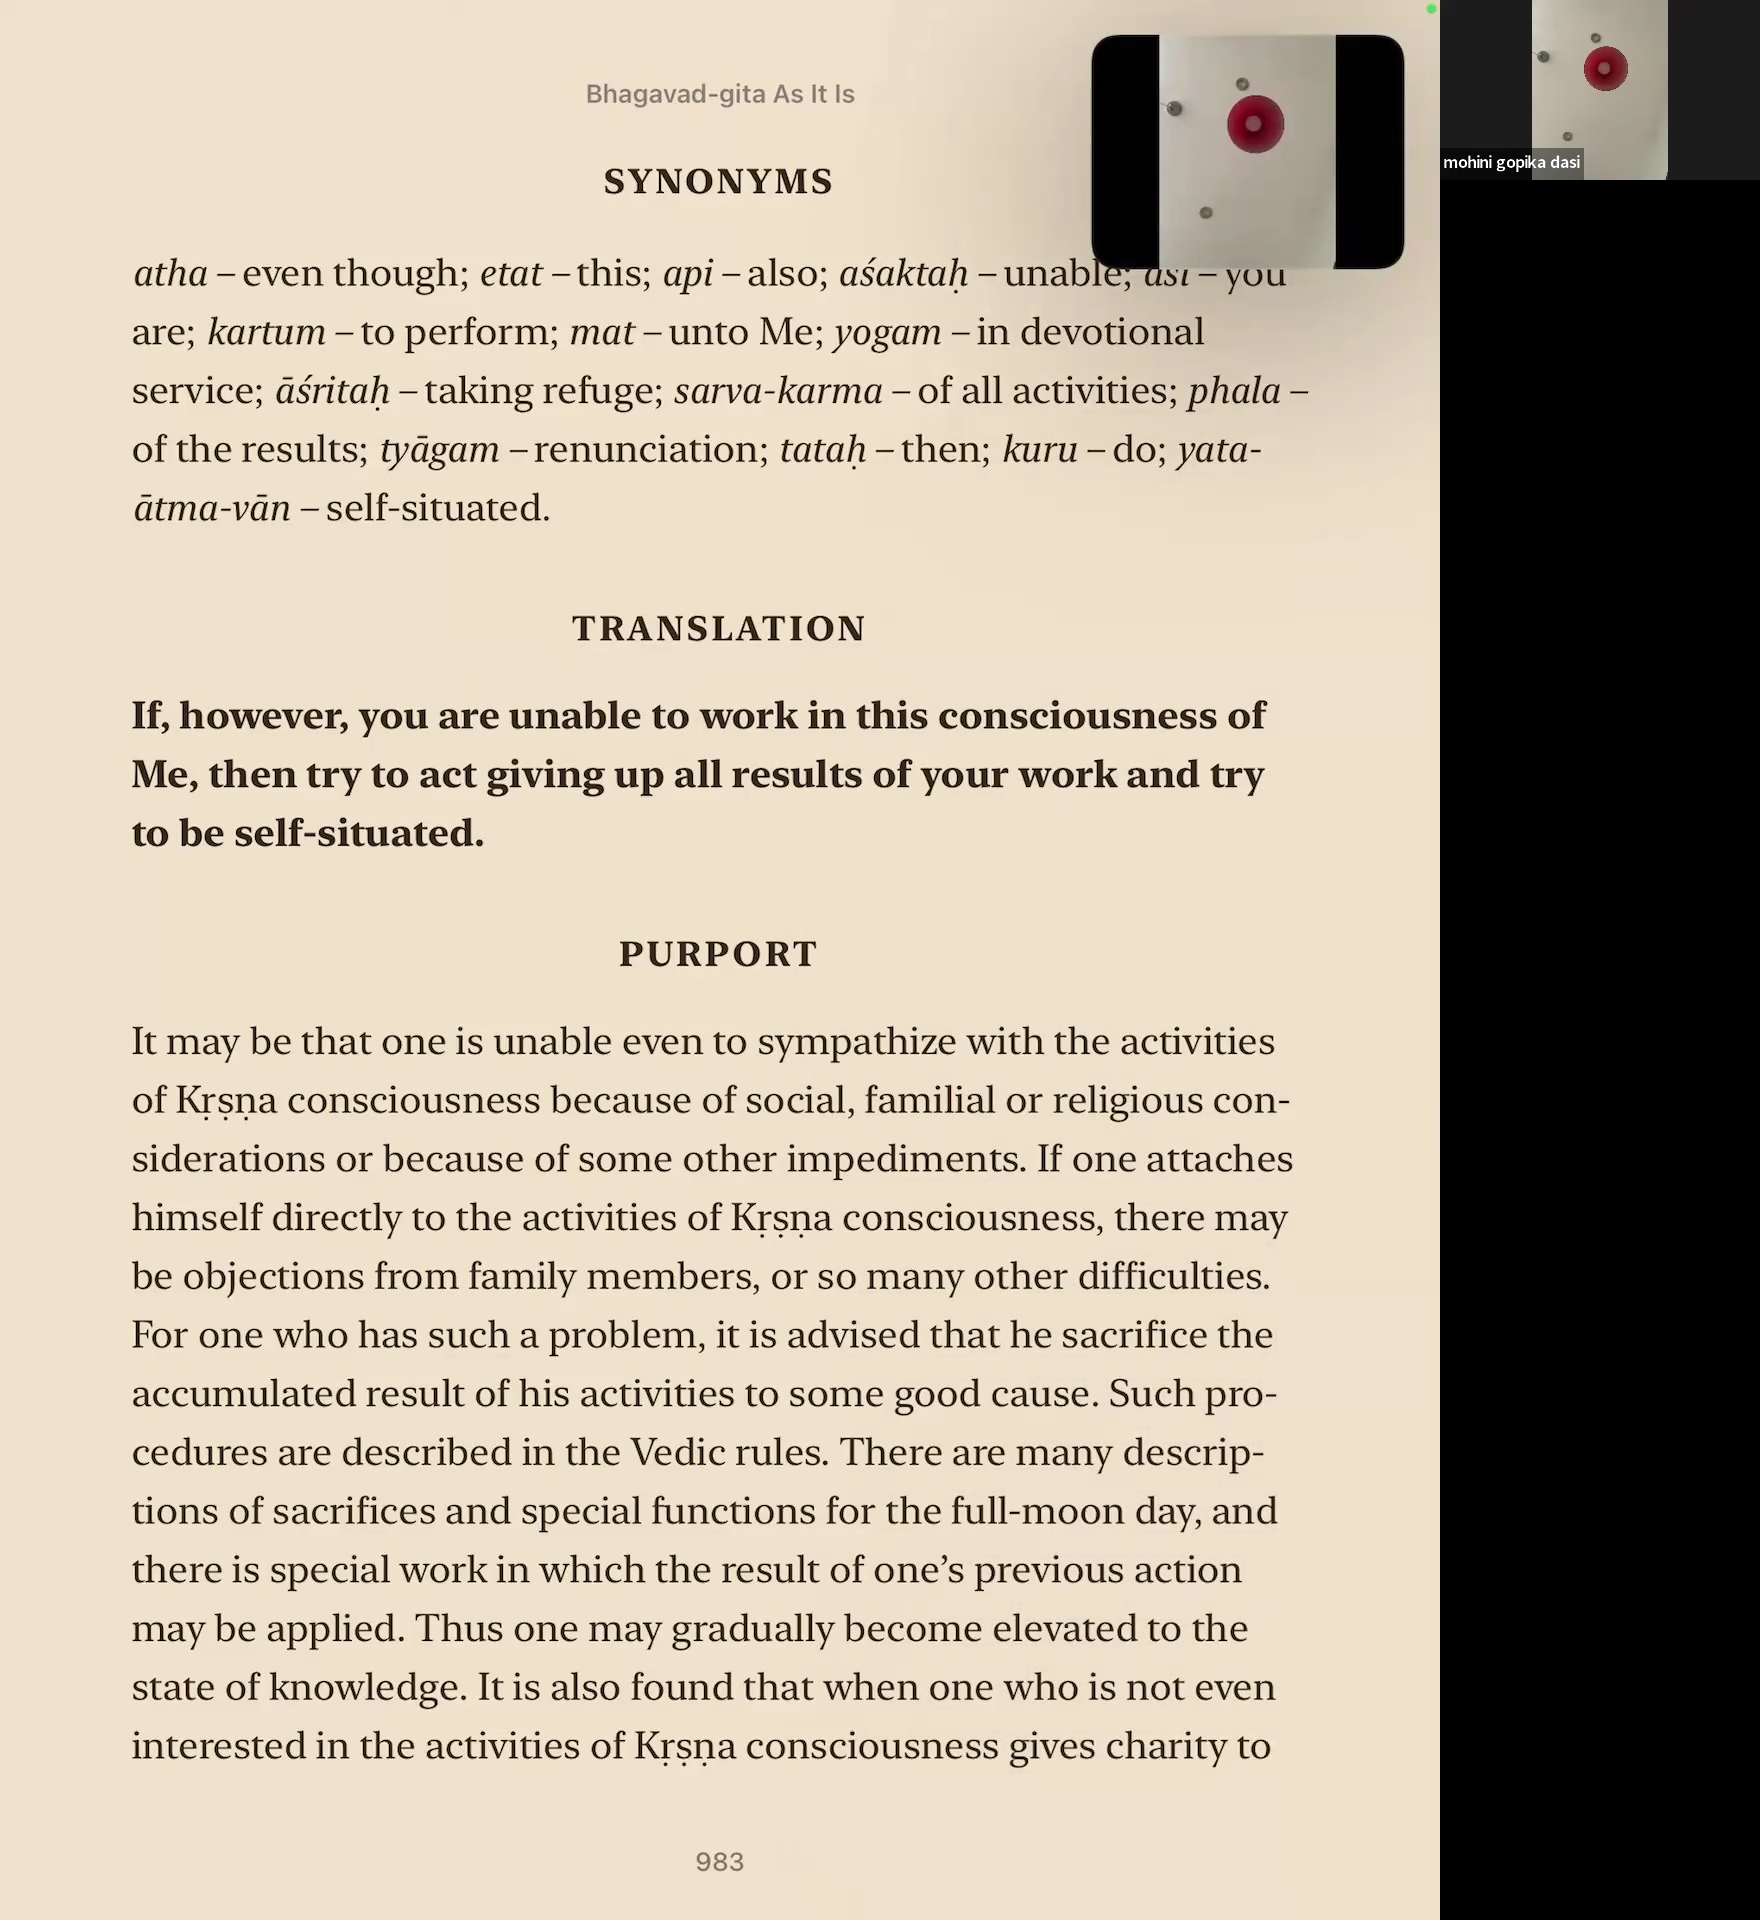 Bhagavad-gita As It Is
SYNONYMS
atha – even though; etat – this; api – also; aśaktaḥ – unable; asi – you
are; kartum – to perform; mat – unto Me; yogam – in devotional
service; āśritaḥ – taking refuge; sarva-karma – of all activities; phala –
of the results; tyāgam – renunciation; tataḥ – then; kuru – do; yata-
ātma-vān – self-situated.
TRANSLATION
If, however, you are unable to work in this consciousness of
Me, then try to act giving up all results of your work and try
to be self-situated.
PURPORT
It may be that one is unable even to sympathize with the activities
of Kṛṣṇa consciousness because of social, familial or religious con-
siderations or because of some other impediments. If one attaches
himself directly to the activities of Kṛṣṇa consciousness, there may
be objections from family members, or so many other difficulties.
For one who has such a problem, it is advised that he sacrifice the
accumulated result of his activities to some good cause. Such pro-
cedures are described in the Vedic rules. There are many descrip-
tions of sacrifices and special functions for the full-moon day, and
there is special work in which the result of one’s previous action
may be applied. Thus one may gradually become elevated to the
state of knowledge. It is also found that when one who is not even
interested in the activities of Kṛṣṇa consciousness gives charity to
983
mohini gopika dasi